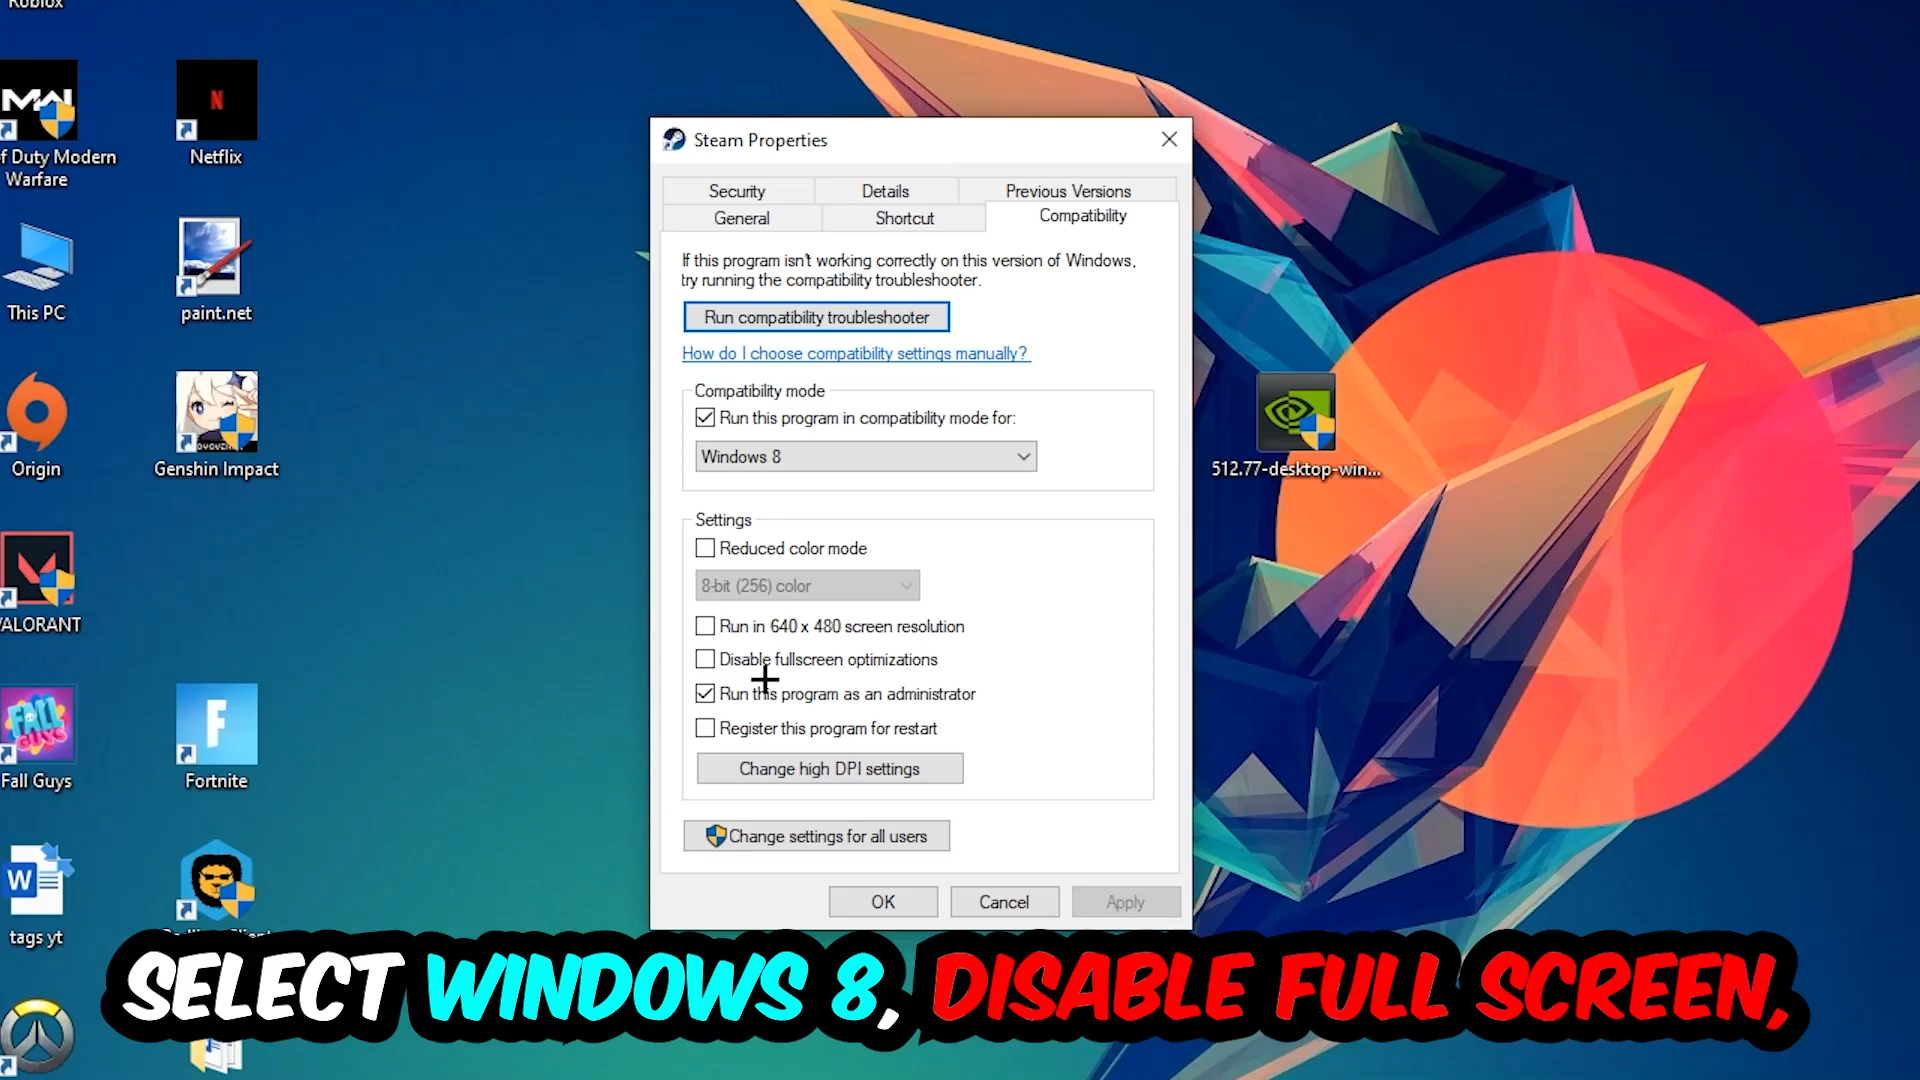 Roblox
MW
f Duty Modern
Warfare
N
Netflix
This PC
paint.net
Origin
Genshin Impact
VALORANT
FALL
GUYS
Fall Guys
F
Fortnite
W
tags yt
512.77-desktop-win...
Steam Properties
Security
Details
Previous Versions
General
Shortcut
Compatibility
If this program isn't working correctly on this version of Windows,
try running the compatibility troubleshooter.
Run compatibility troubleshooter
How do I choose compatibility settings manually?
Compatibility mode
Run this program in compatibility mode for:
Windows 8
Settings
Reduced color mode
8-bit (256) color
Run in 640 x 480 screen resolution
Disable fullscreen optimizations
Run this program as an administrator
Register this program for restart
Change high DPI settings
Change settings for all users
OK
Cancel
Apply
SELECT WINDOWS 8, DISABLE FULL SCREEN,